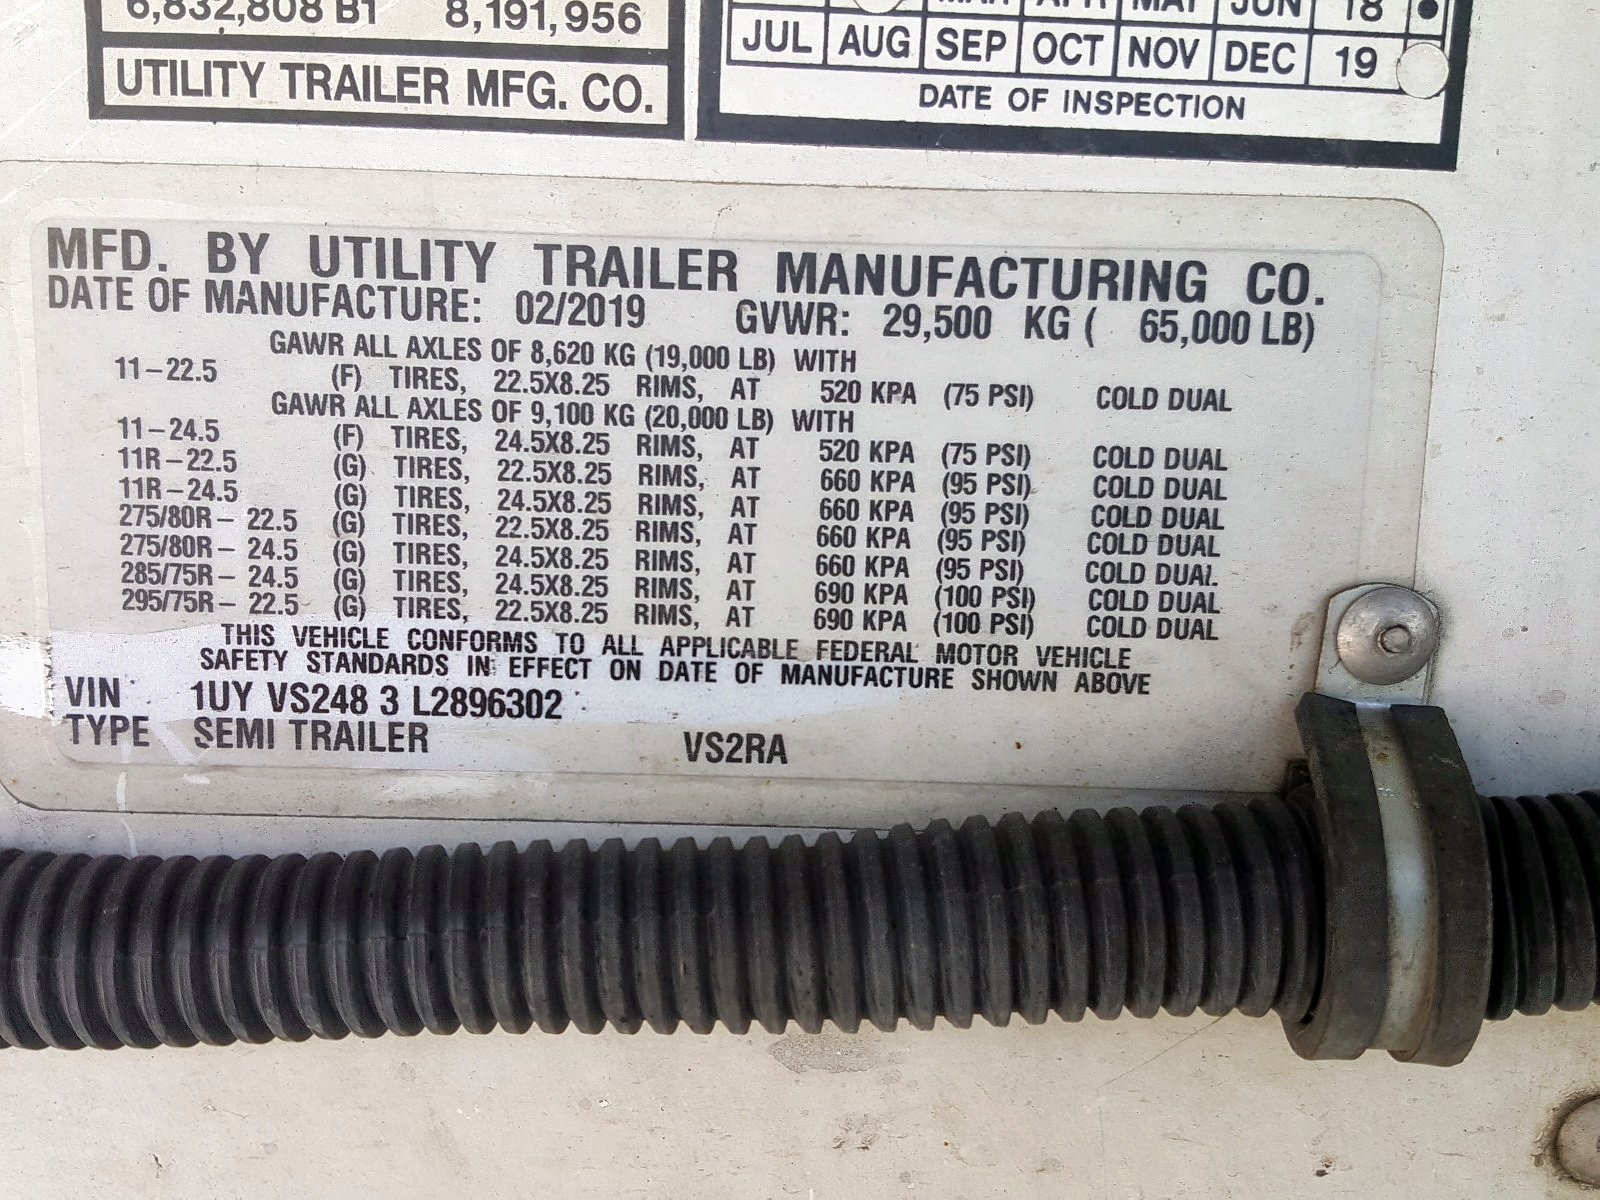 6,832,808 B1 8,191,956
UTILITY TRAILER MFG. CO.
MAR APR MAY JUN 18
JUL AUG SEP OCT NOV DEC 19
DATE OF INSPECTION
MFD. BY UTILITY TRAILER MANUFACTURING CO.
DATE OF MANUFACTURE: 02/2019 GVWR: 29,500 KG ( 65,000 LB)
GAWR ALL AXLES OF 8,620 KG (19,000 LB) WITH
11-22.5 (F) TIRES, 22.5X8.25 RIMS, AT 520 KPA (75 PSI) COLD DUAL
GAWR ALL AXLES OF 9,100 KG (20,000 LB) WITH
11-24.5 (F) TIRES, 24.5X8.25 RIMS, AT 520 KPA (75 PSI) COLD DUAL
11R-22.5 (G) TIRES, 22.5X8.25 RIMS, AT 660 KPA (95 PSI) COLD DUAL
11R-24.5 (G) TIRES, 24.5X8.25 RIMS, AT 660 KPA (95 PSI) COLD DUAL
275/80R- 22.5 (G) TIRES, 22.5X8.25 RIMS, AT 660 KPA (95 PSI) COLD DUAL
275/80R- 24.5 (G) TIRES, 24.5X8.25 RIMS, AT 660 KPA (95 PSI) COLD DUAL
285/75R- 24.5 (G) TIRES, 24.5X8.25 RIMS, AT 690 KPA (100 PSI) COLD DUAL
295/75R- 22.5 (G) TIRES, 22.5X8.25 RIMS, AT 690 KPA (100 PSI) COLD DUAL
THIS VEHICLE CONFORMS TO ALL APPLICABLE FEDERAL MOTOR VEHICLE
SAFETY STANDARDS IN EFFECT ON DATE OF MANUFACTURE SHOWN ABOVE
VIN 1UY VS248 3 L2896302
TYPE SEMI TRAILER VS2RA